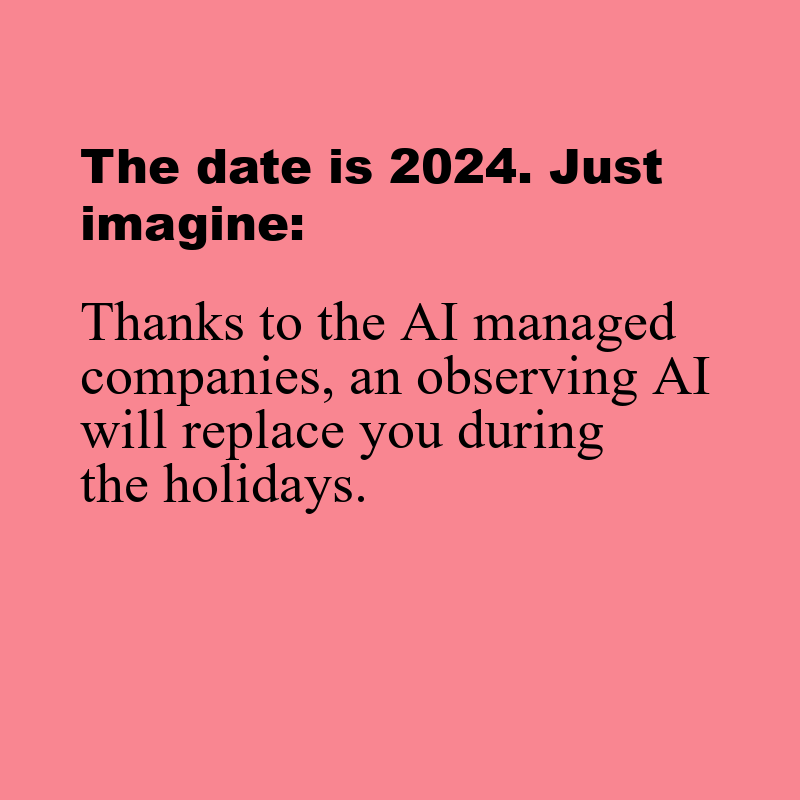 The date is 2024. Just
imagine:
Thanks to the AI managed
companies, an observing AI
will replace you during
the holidays.